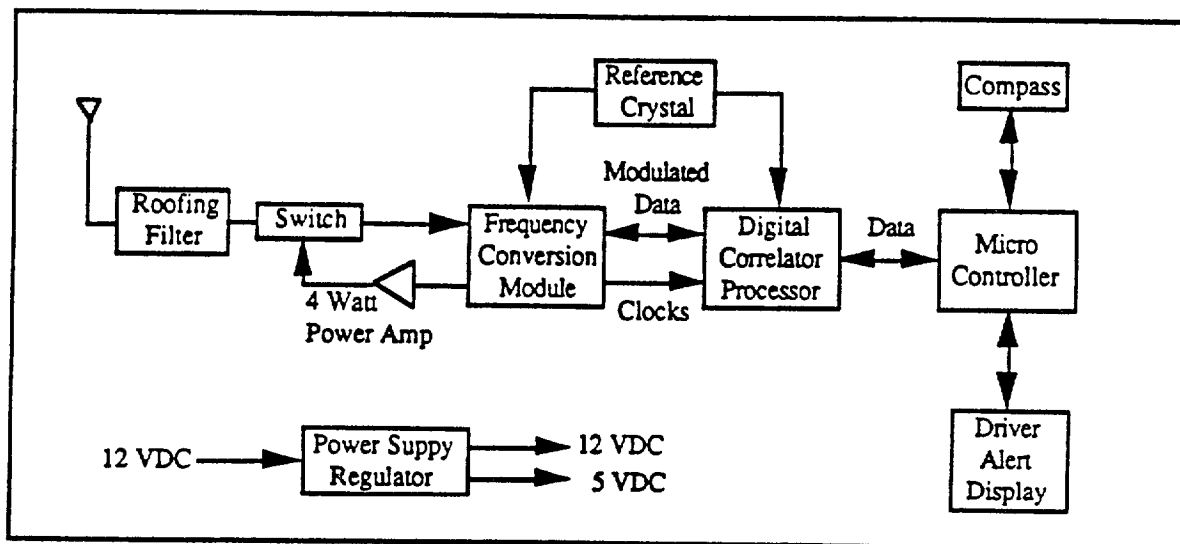 Reference
Crystal
Compass
Modulated
Data
Roofing
Filter
Switch
Frequency
Conversion
Module
Digital
Correlator
Processor
Data
Micro
Controller
Clocks
4 Watt
Power Amp
12 VDC
Power Suppy
Regulator
12 VDC
5 VDC
Driver
Alert
Display